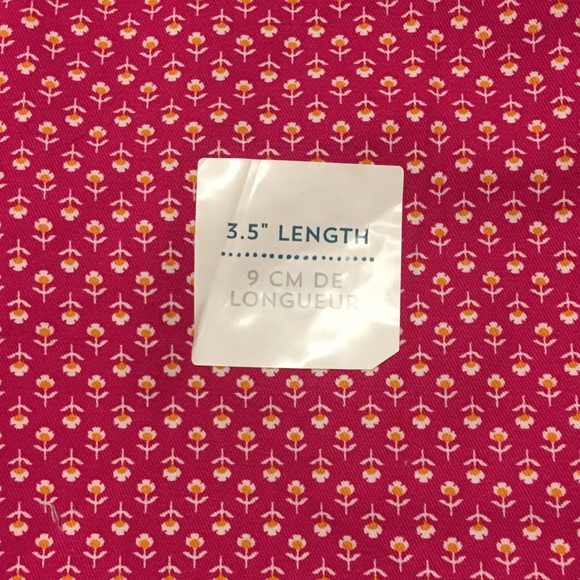 3.5" LENGTH
9 CM DE
LONGUEUR